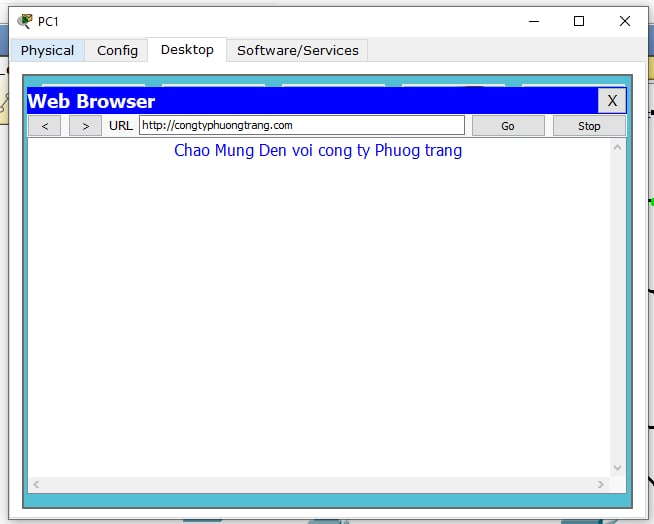 PC1
Physical Config Desktop Software/Services
Web Browser X
< > URL http://congtyphuongtrang.com Go Stop
Chao Mung Den voi cong ty Phuog trang